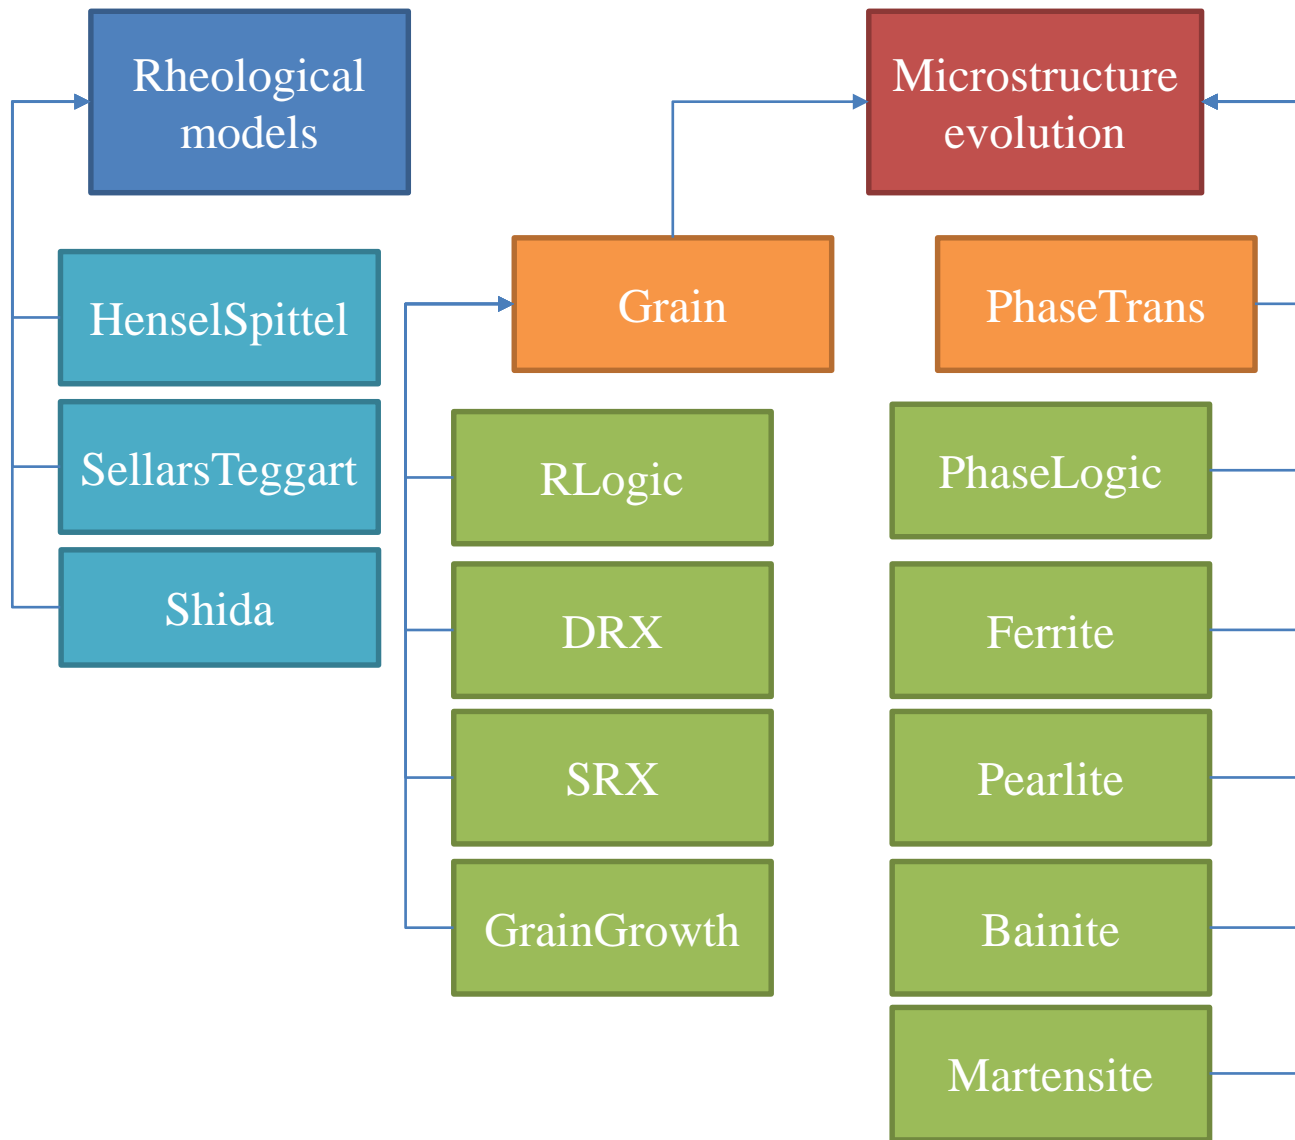 Rheological
models
Microstructure
evolution
HenselSpittel
SellarsTeggart
Shida
Grain
RLogic
DRX
SRX
GrainGrowth
PhaseTrans
PhaseLogic
Ferrite
Pearlite
Bainite
Martensite